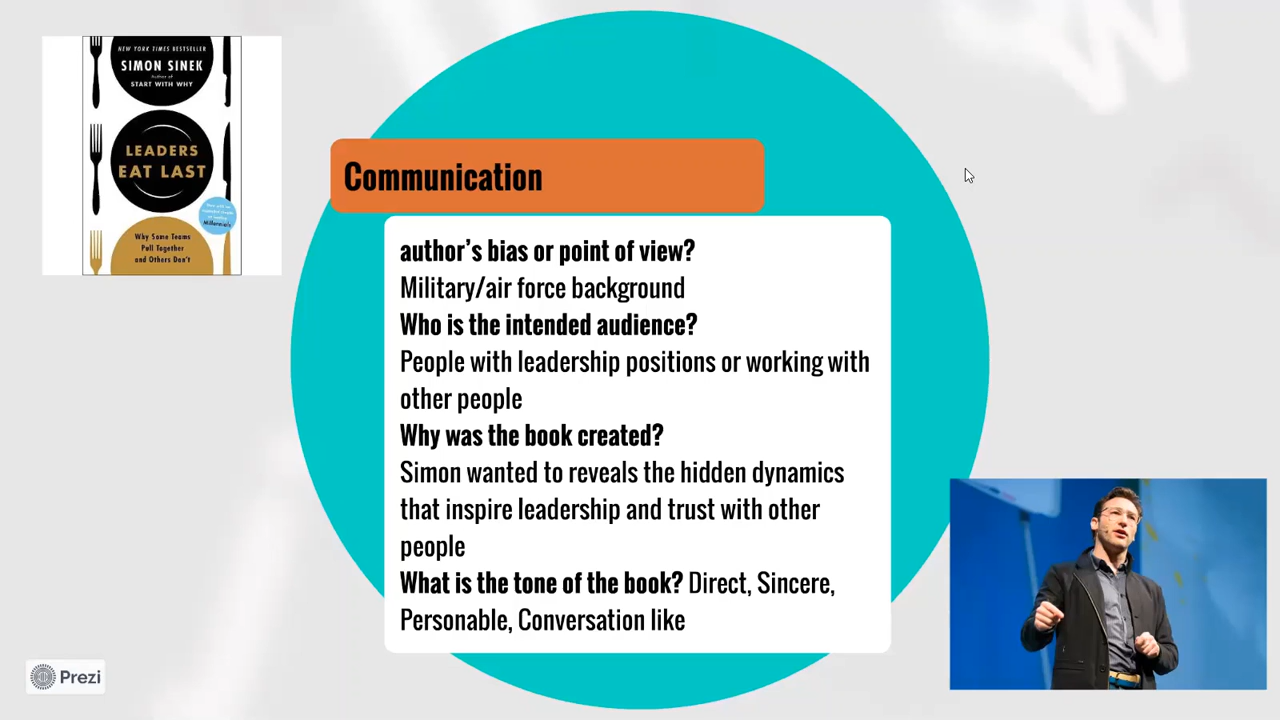 NEW YORK TIMES BESTSELLER
SIMON SINEK
Author of
START WITH WHY
LEADERS
EAT LAST
Millennials
Why Some Teams
Pull Together
and Others Don't
Communication
author's bias or point of view?
Military/air force background
Who is the intended audience?
People with leadership positions or working with
other people
Why was the book created?
Simon wanted to reveals the hidden dynamics
that inspire leadership and trust with other
people
What is the tone of the book? Direct, Sincere,
Personable, Conversation like
Prezi